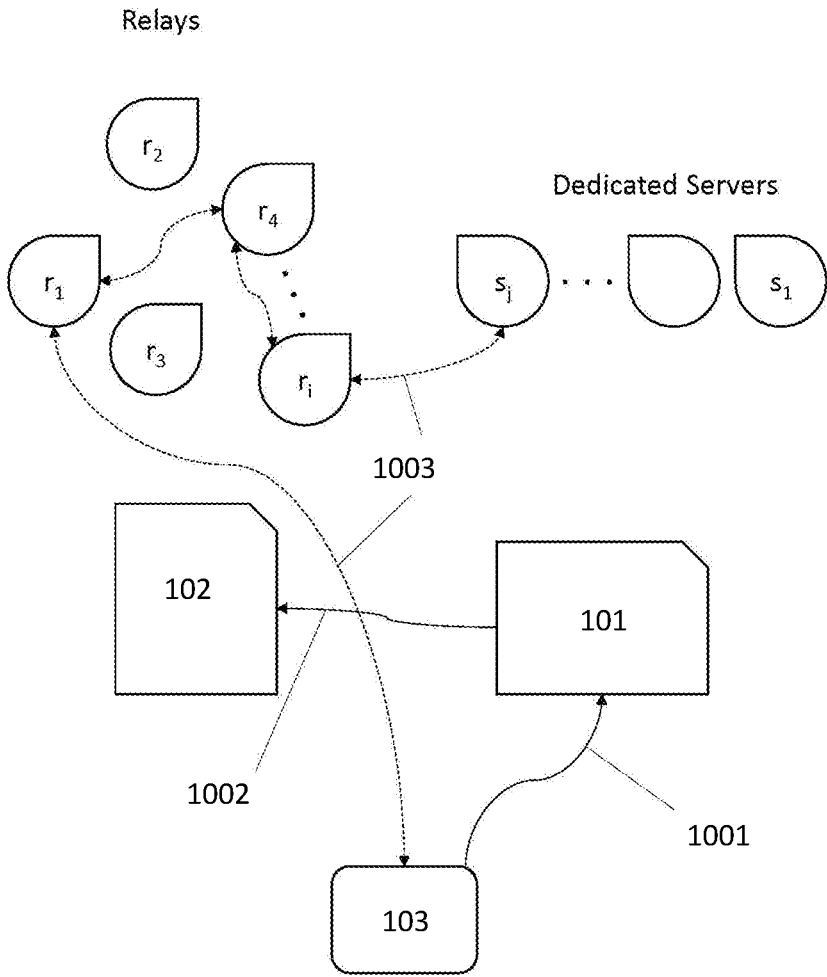 Relays
r2
r4
Dedicated Servers
r1
sj
s1
r3
ri
1003
102
101
1002
1001
103